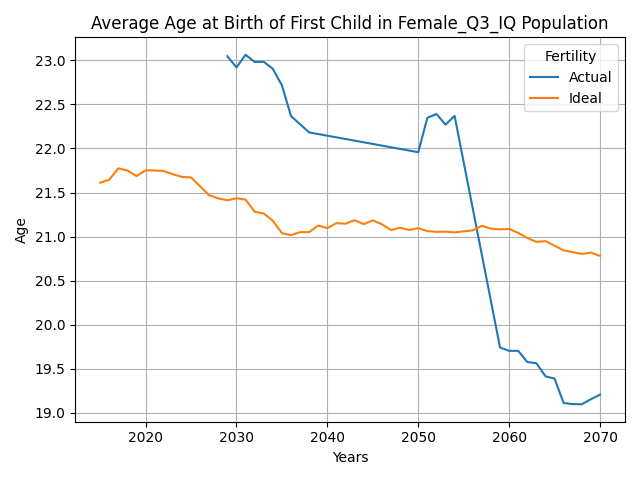 Average Age at Birth of First Child in Female_Q3_IQ Population
Fertility
Actual
Ideal
23.0
22.5
22.0
21.5
21.0
20.5
20.0
19.5
19.0
Age
2020 2030 2040 2050 2060 2070
Years